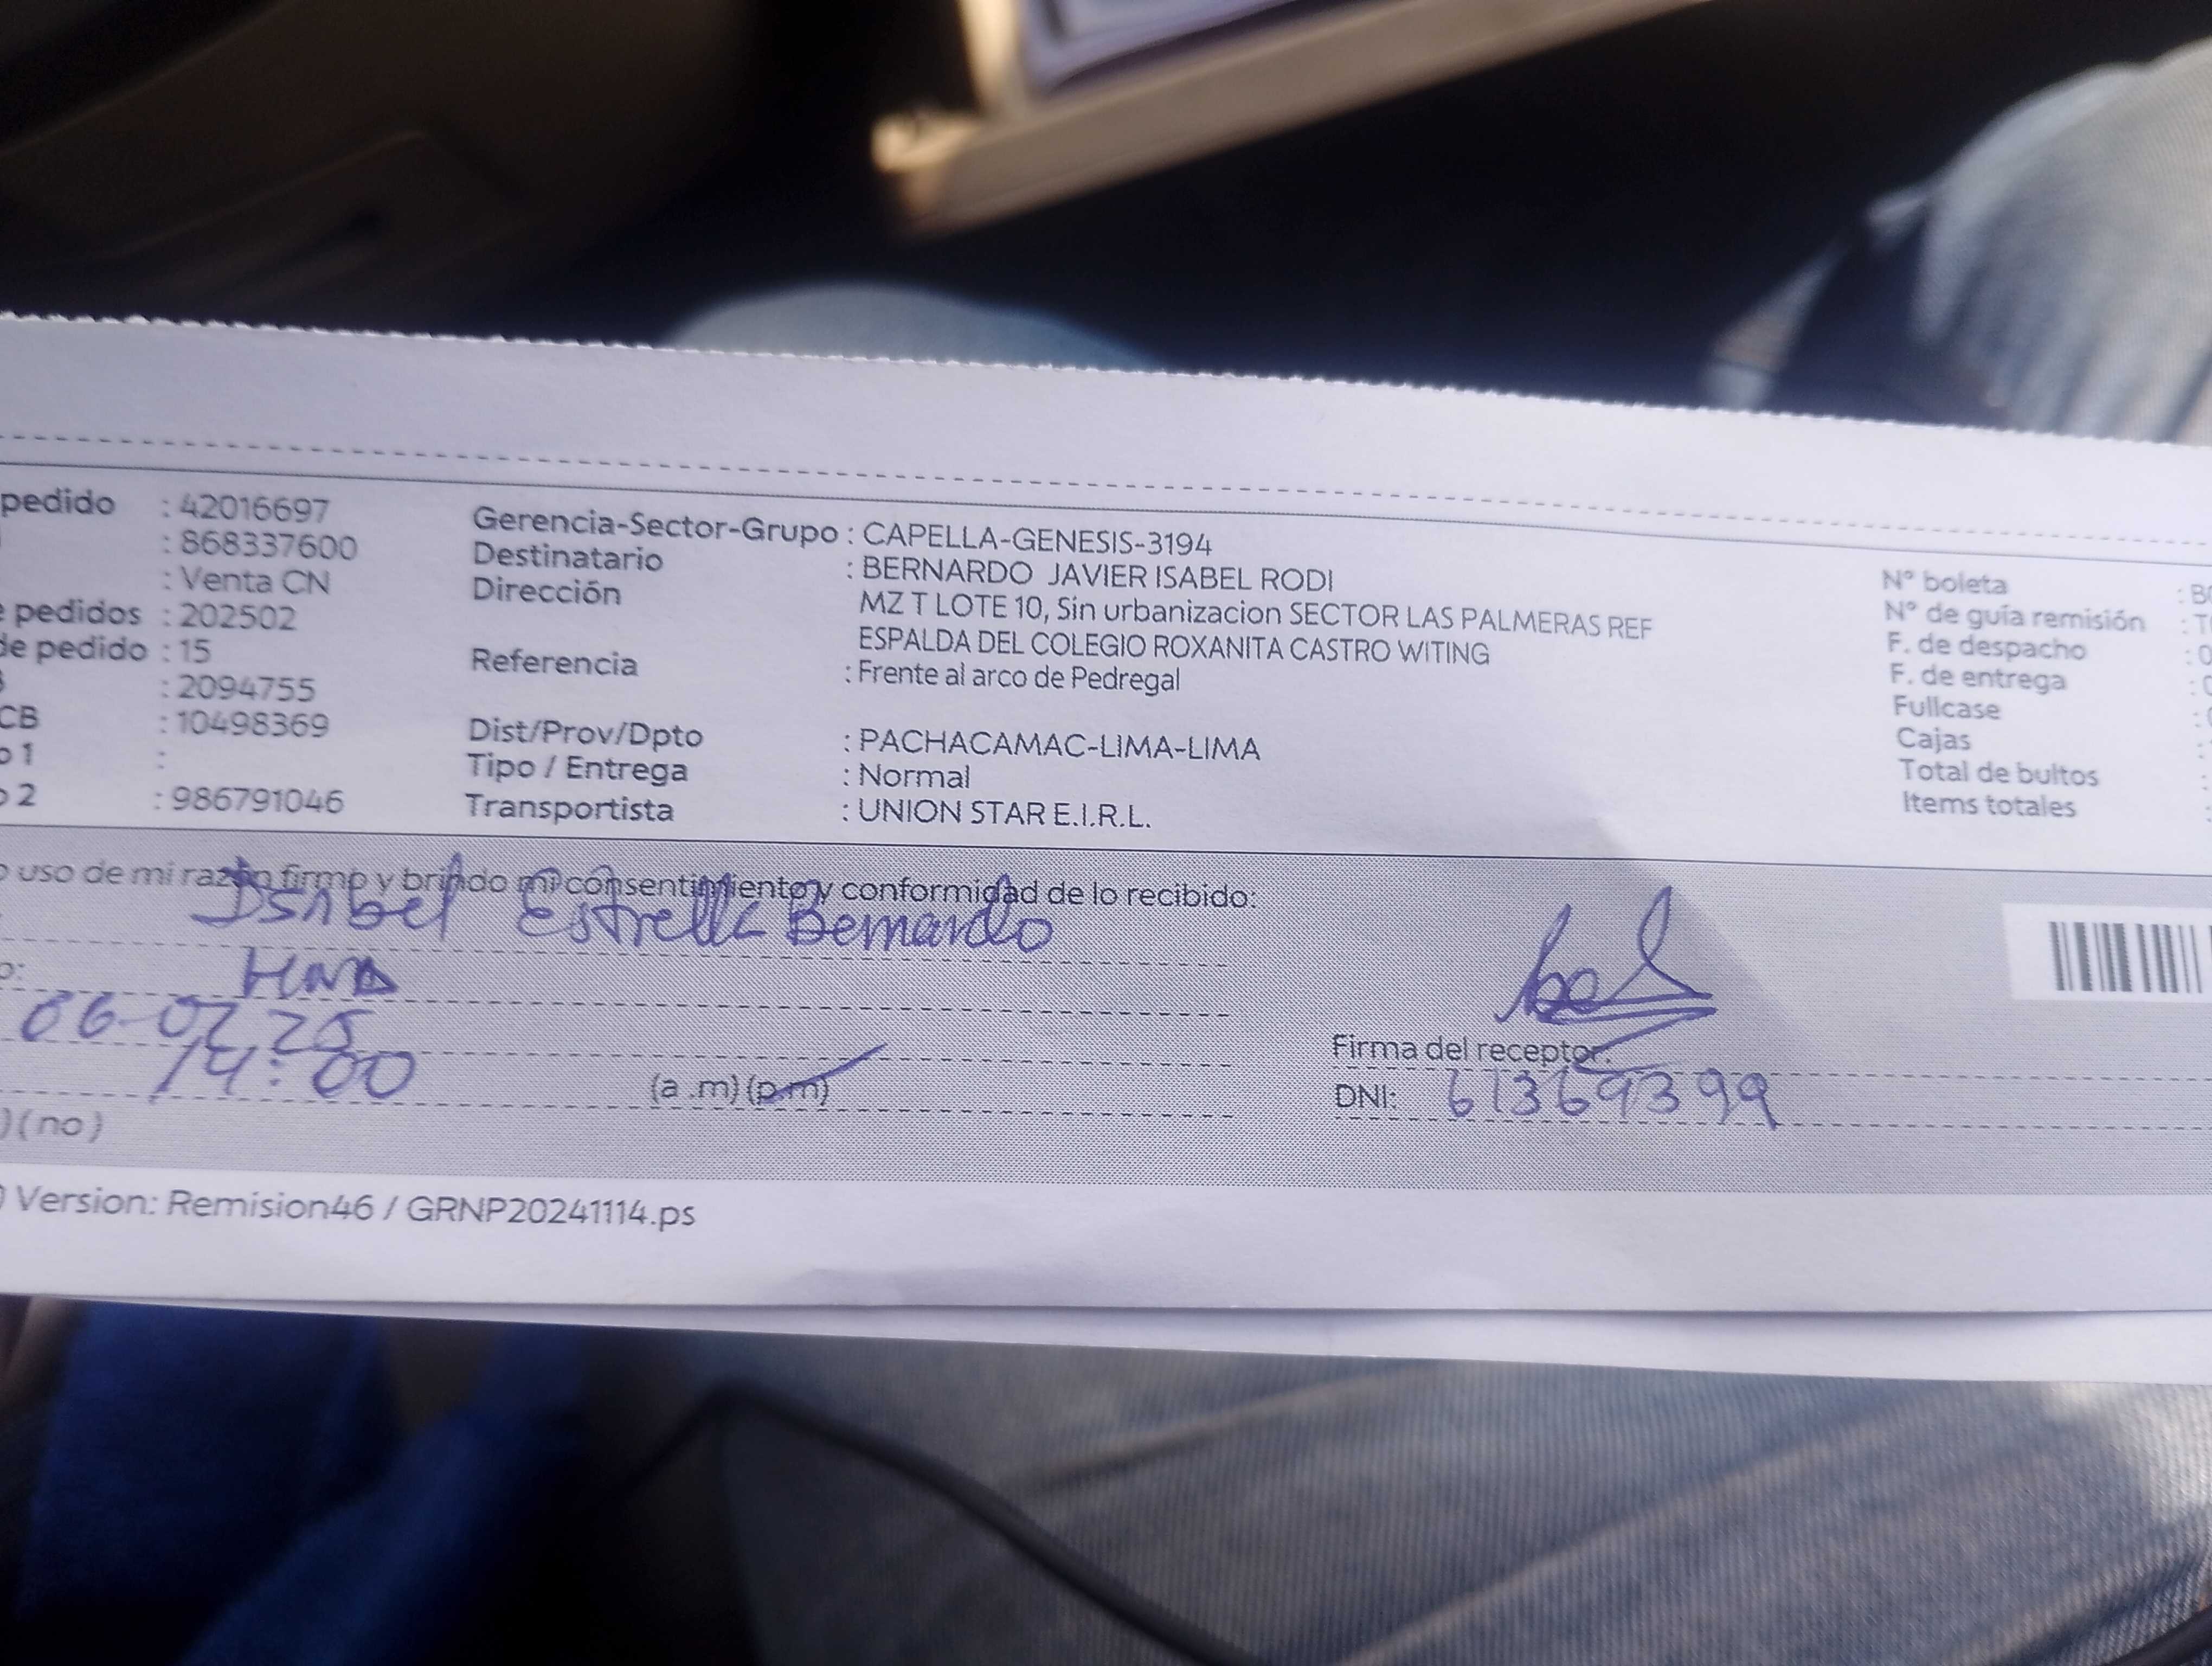 pedido : 42016697
: 868337600
: Venta CN
pedidos : 202502
de pedido : 15
: 2094755
CB : 10498369
1 :
2 : 986791046
Gerencia-Sector-Grupo : CAPELLA-GENESIS-3194
Destinatario : BERNARDO JAVIER ISABEL RODI
Dirección MZ T LOTE 10, Sin urbanizacion SECTOR LAS PALMERAS REF
ESPALDA DEL COLEGIO ROXANITA CASTRO WITING
Referencia : Frente al arco de Pedregal
Dist/Prov/Dpto : PACHACAMAC-LIMA-LIMA
Tipo / Entrega : Normal
Transportista : UNION STAR E.I.R.L.
N° boleta : B
N° de guía remisión : T
F. de despacho : 0
F. de entrega : 0
Fullcase :
Cajas :
Total de bultos :
Items totales :
uso de mi razón firmo y brindo mi consentimiento y conformidad de lo recibido:
Isabel Estrella Bernardo
06-02 25
14:00 (a .m) (p.m)
) ( no )
Firma del receptor:
DNI: 61369399
) Version: Remision46 / GRNP20241114.ps